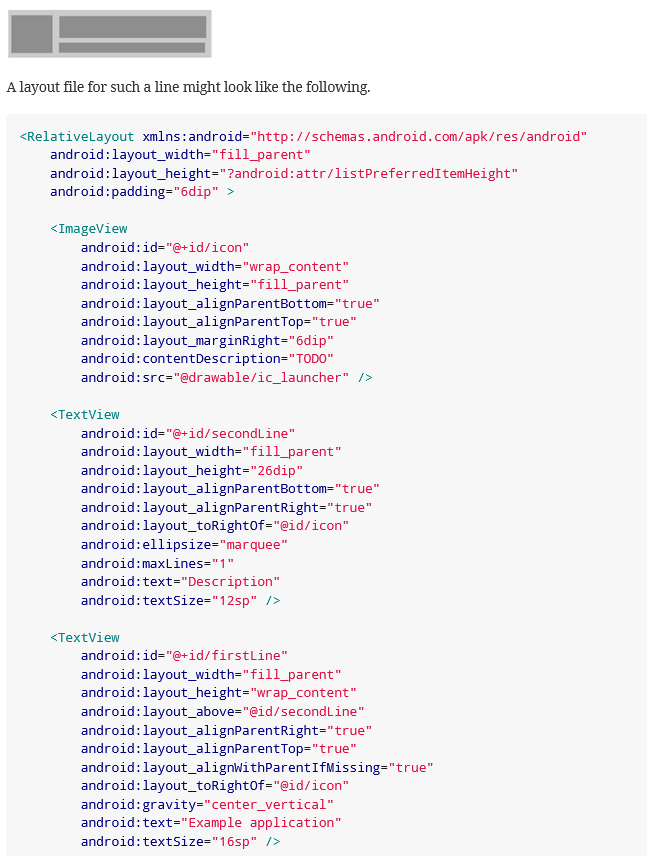 A layout file for such a line might look like the following.
<RelativeLayout xmlns:android="http://schemas.android.com/apk/res/android"
    android:layout_width="fill_parent"
    android:layout_height="?android:attr/listPreferredItemHeight"
    android:padding="6dip" >

    <ImageView
        android:id="@+id/icon"
        android:layout_width="wrap_content"
        android:layout_height="fill_parent"
        android:layout_alignParentBottom="true"
        android:layout_alignParentTop="true"
        android:layout_marginRight="6dip"
        android:contentDescription="TODO"
        android:src="@drawable/ic_launcher" />

    <TextView
        android:id="@+id/secondLine"
        android:layout_width="fill_parent"
        android:layout_height="26dip"
        android:layout_alignParentBottom="true"
        android:layout_alignParentRight="true"
        android:layout_toRightOf="@id/icon"
        android:ellipsize="marquee"
        android:maxLines="1"
        android:text="Description"
        android:textSize="12sp" />

    <TextView
        android:id="@+id/firstLine"
        android:layout_width="fill_parent"
        android:layout_height="wrap_content"
        android:layout_above="@id/secondLine"
        android:layout_alignParentRight="true"
        android:layout_alignParentTop="true"
        android:layout_alignWithParentIfMissing="true"
        android:layout_toRightOf="@id/icon"
        android:gravity="center_vertical"
        android:text="Example application"
        android:textSize="16sp" />